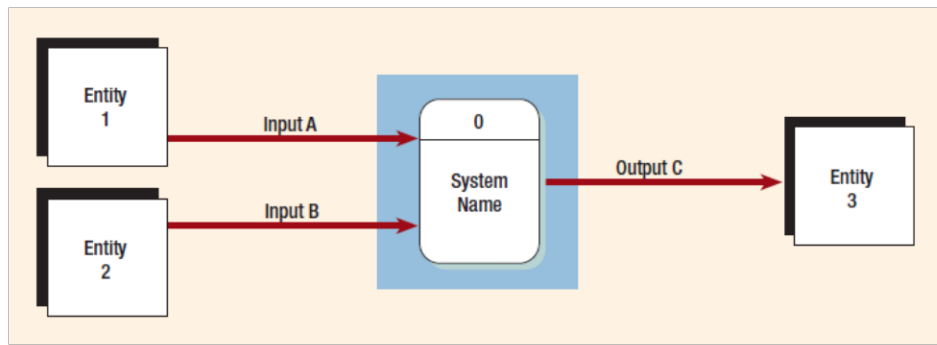 Entity
1
Input A
0
System
Name
Output C
Entity
3
Input B
Entity
2